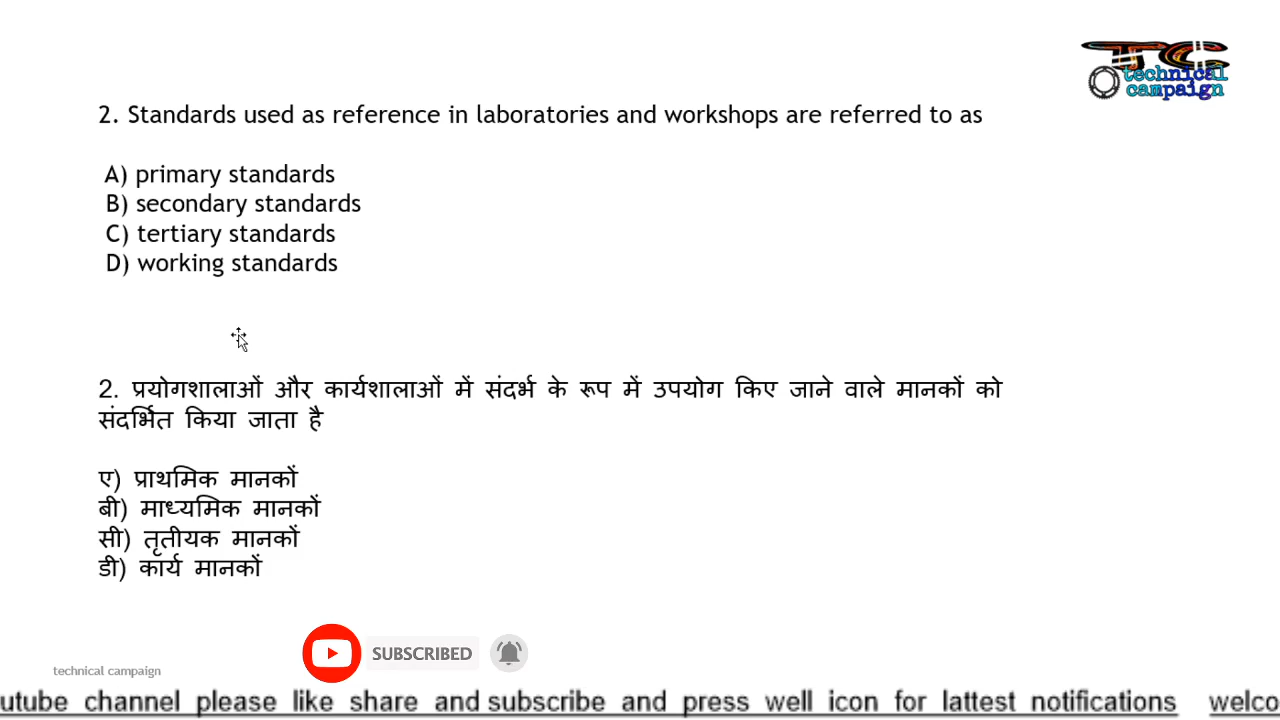 TC
technical
campaign
2. Standards used as reference in laboratories and workshops are referred to as
A) primary standards
B) secondary standards
C) tertiary standards
D) working standards
2. प्रयोगशालाओं और कार्यशालाओं में संदर्भ के रूप में उपयोग किए जाने वाले मानकों को
संदर्भित किया जाता है
ए) प्राथमिक मानकों
बी) माध्यमिक मानकों
सी) तृतीयक मानकों
डी) कार्य मानकों
SUBSCRIBED
technical campaign
utube channel please like share and subscribe and press well icon for lattest notifications welco